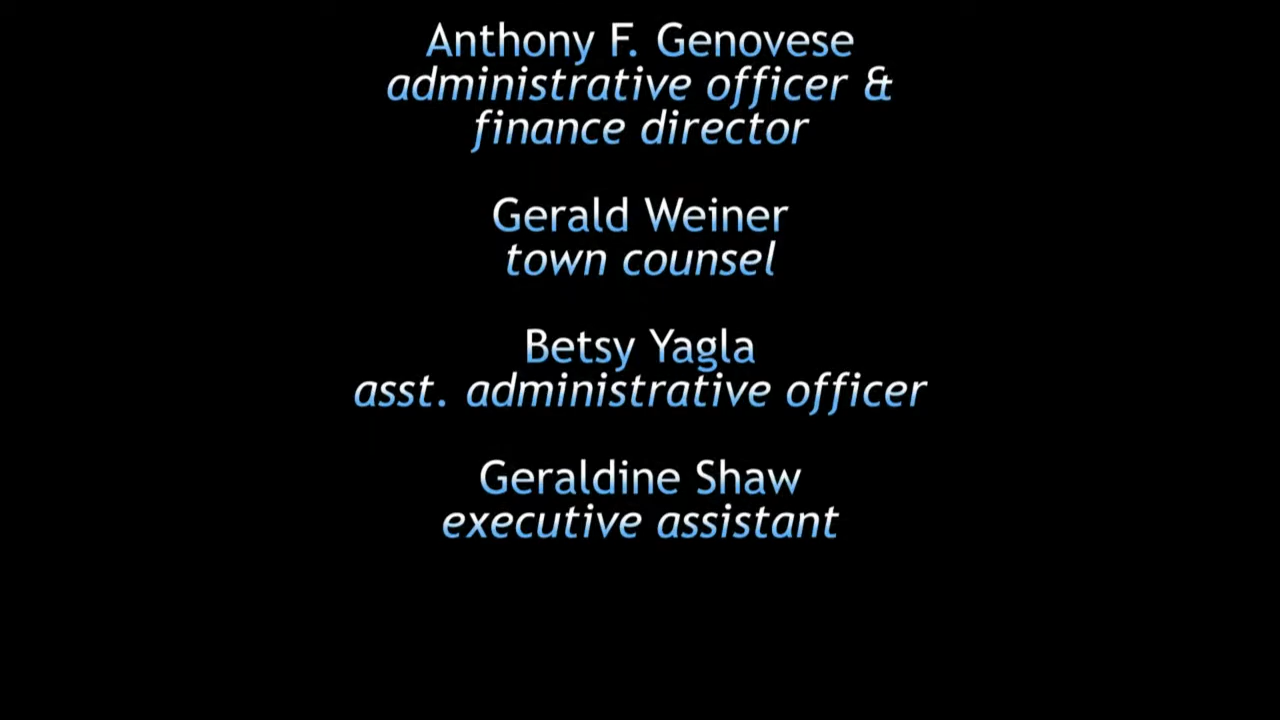 Anthony F. Genovese
administrative officer &
finance director
Gerald Weiner
town counsel
Betsy Yagla
asst. administrative officer
Geraldine Shaw
executive assistant